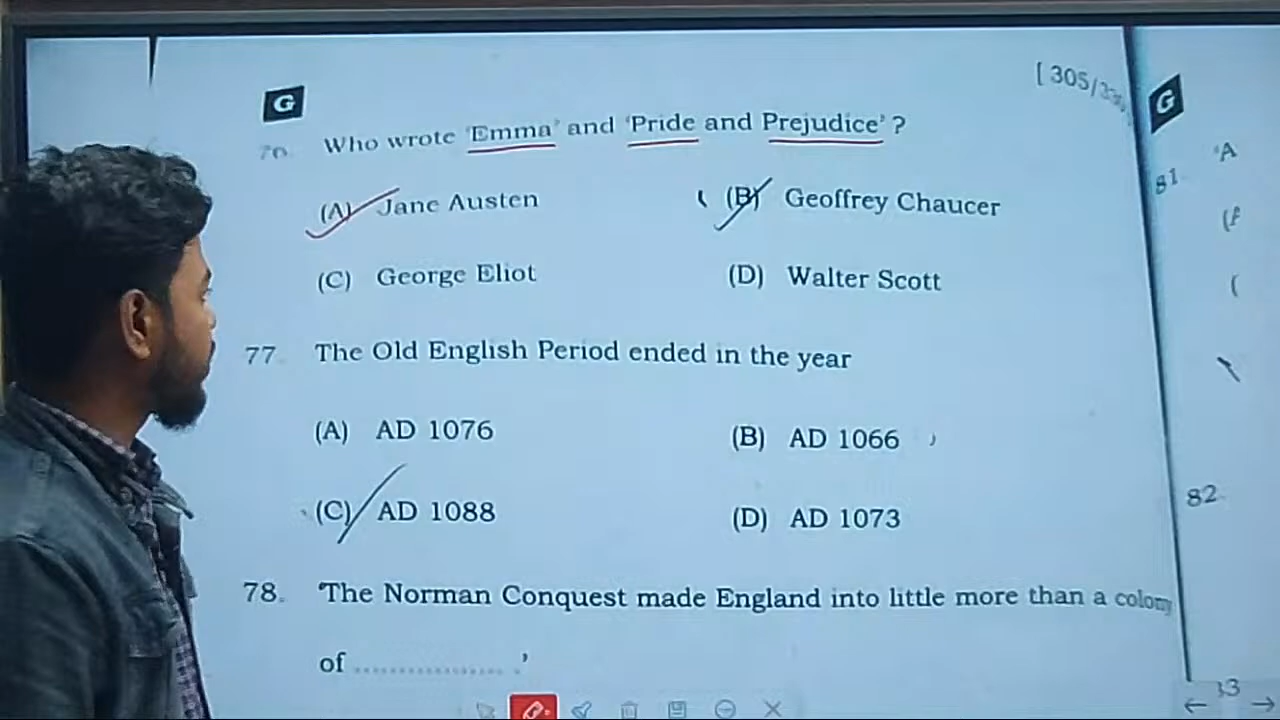 G
[ 305/33
76. Who wrote 'Emma' and 'Pride and Prejudice' ?
(A) Jane Austen
(B) Geoffrey Chaucer
(C) George Eliot
(D) Walter Scott
77. The Old English Period ended in the year
(A) AD 1076
(B) AD 1066
(C) AD 1088
(D) AD 1073
78. 'The Norman Conquest made England into little more than a colony
of ..................'
G
81
'A
82